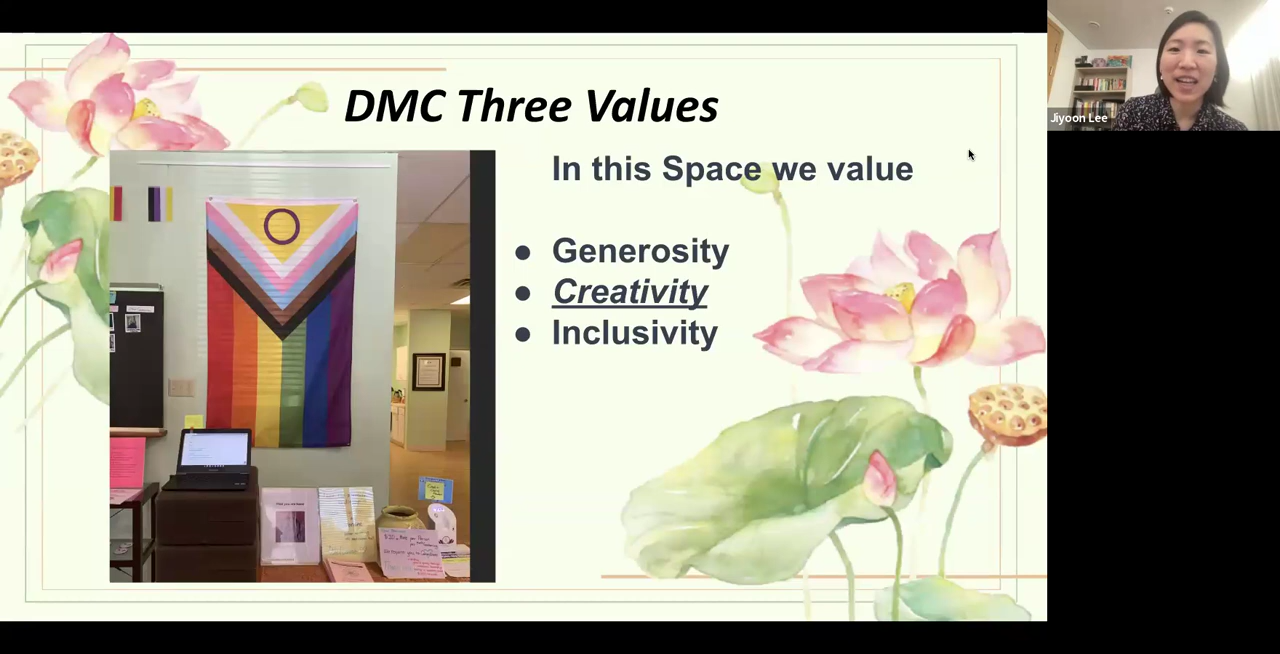 DMC Three Values
Jiyoon Lee
In this Space we value
● Generosity
● Creativity
● Inclusivity